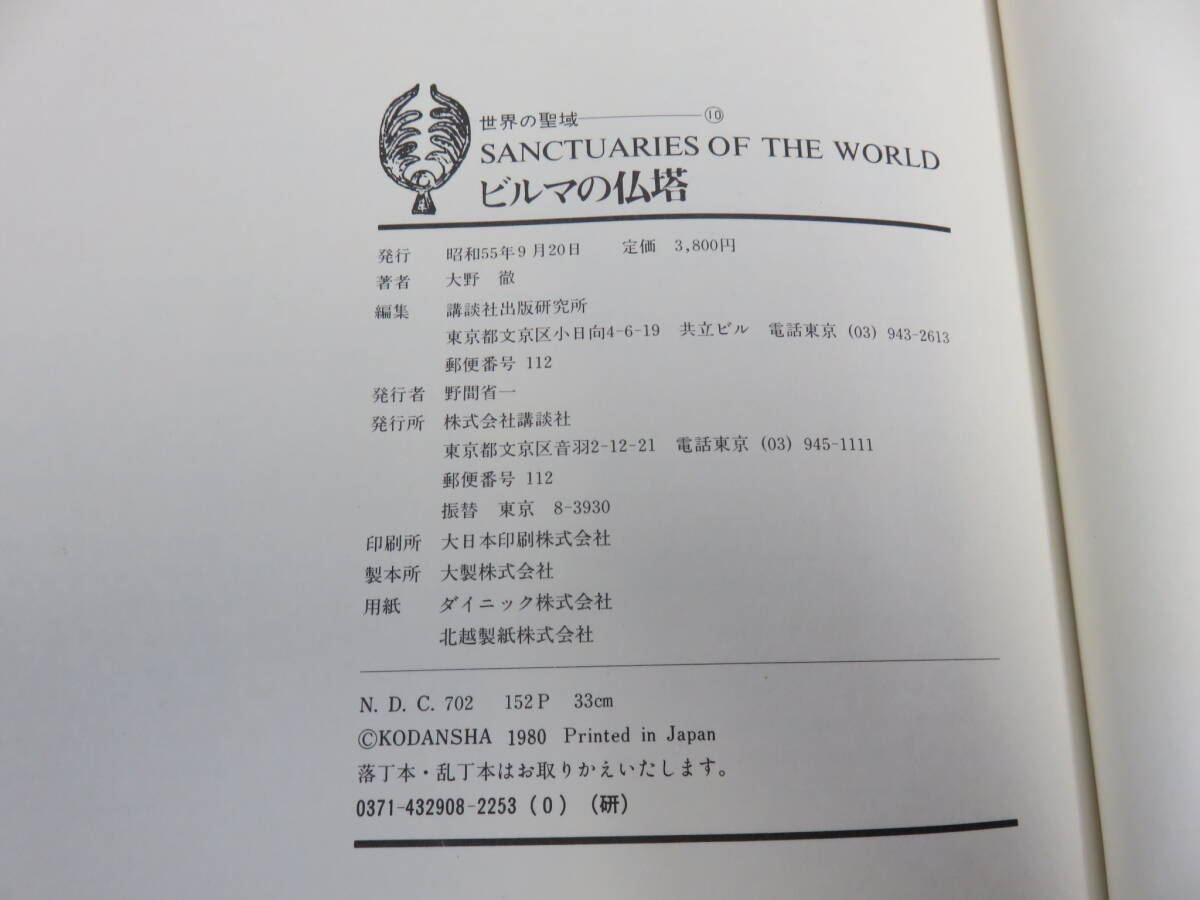 世界の聖域――⑩
SANCTUARIES OF THE WORLD
ビルマの仏塔
発行 昭和55年9月20日 定価 3,800円
著者 大野 徹
編集 講談社出版研究所
東京都文京区小日向4-6-19 共立ビル 電話東京 (03) 943-2613
郵便番号 112
発行者 野間省一
発行所 株式会社講談社
東京都文京区音羽2-12-21 電話東京 (03) 945-1111
郵便番号 112
振替 東京 8-3930
印刷所 大日本印刷株式会社
製本所 大製株式会社
用紙 ダイニック株式会社
北越製紙株式会社
N. D. C. 702 152P 33cm
©KODANSHA 1980 Printed in Japan
落丁本・乱丁本はお取りかえいたします。
0371-432908-2253 (0) (研)